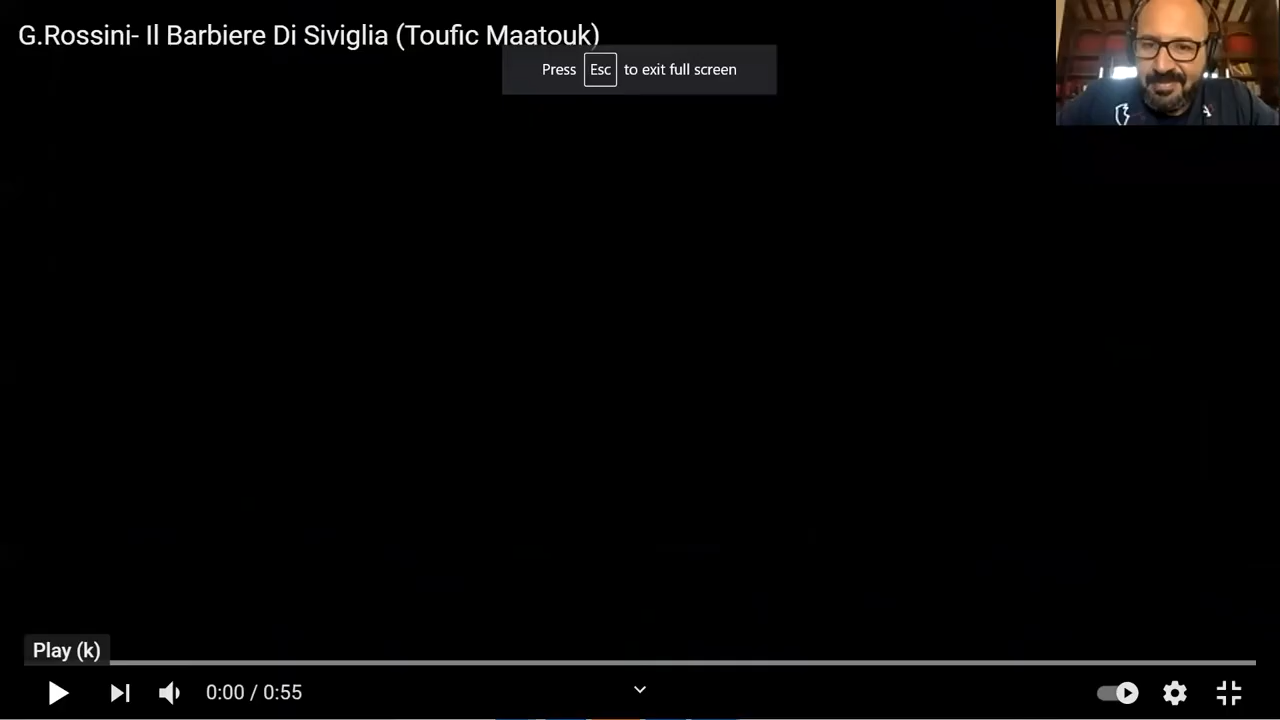 G.Rossini- Il Barbiere Di Siviglia (Toufic Maatouk)
Press Esc to exit full screen
Play (k)
0:00 / 0:55